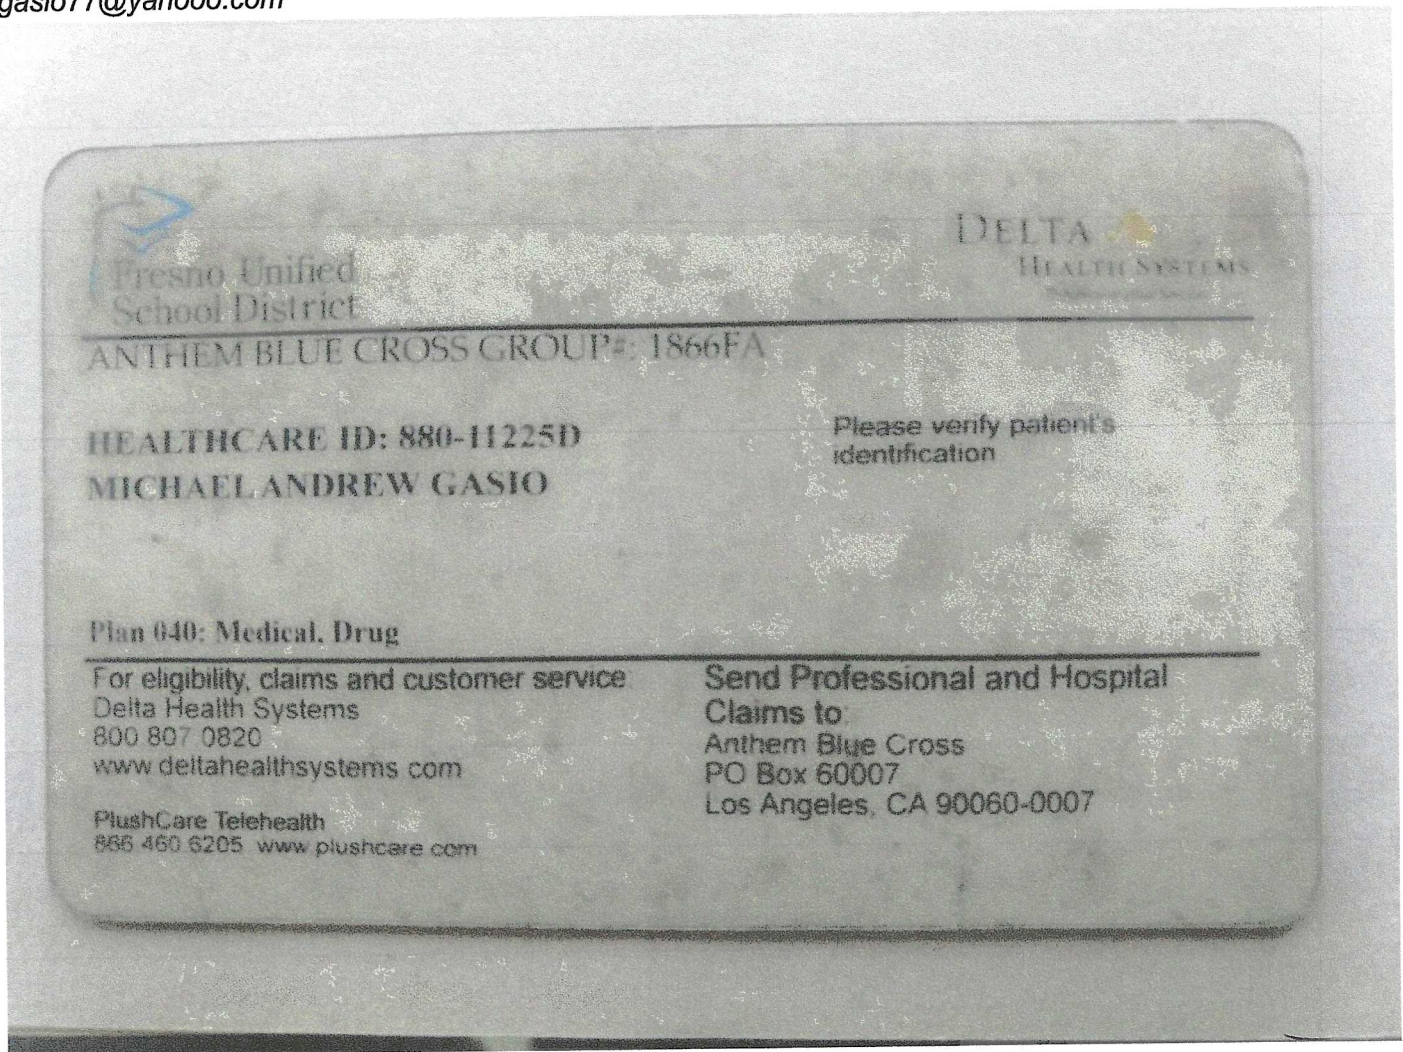 gasio77@yahooo.com
DELTA
HEALTH SYSTEMS
Fresno Unified
School District
ANTHEM BLUE CROSS GROUP#: 1866FA
HEALTHCARE ID: 880-11225D
MICHAEL ANDREW GASIO
Please verify patient's
identification
Plan 040: Medical, Drug
For eligibility, claims and customer service
Delta Health Systems
800 807 0820
www deltahealthsystems com
PlushCare Telehealth
866 460 6205 www plushcare com
Send Professional and Hospital
Claims to:
Anthem Blue Cross
PO Box 60007
Los Angeles, CA 90060-0007